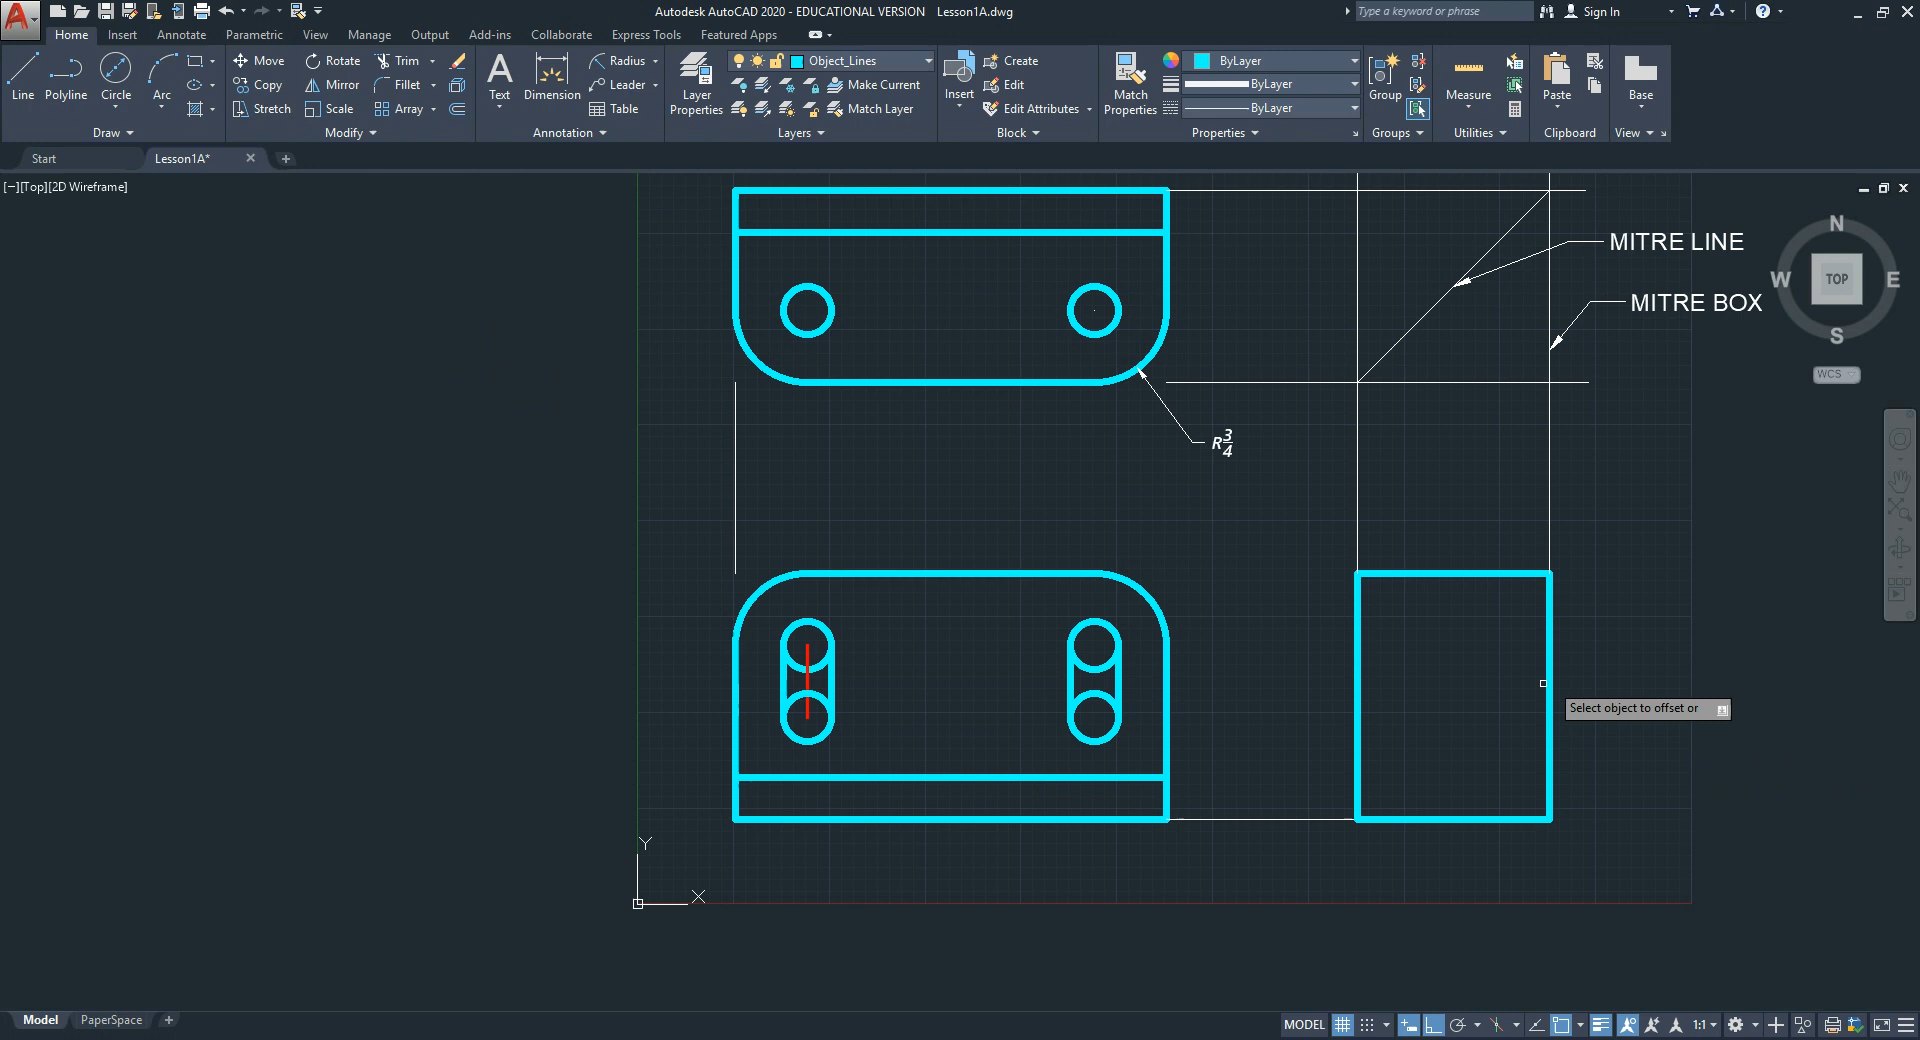 Autodesk AutoCAD 2020 - EDUCATIONAL VERSION Lesson1A.dwg
Type a keyword or phrase
Sign In
Home Insert Annotate Parametric View Manage Output Add-ins Collaborate Express Tools Featured Apps
Line Polyline Circle Arc
Draw
Move Rotate Trim
Copy Mirror Fillet
Stretch Scale Array
Modify
Text Dimension
Radius
Leader
Table
Annotation
Layer Properties
Object_Lines
Make Current
Match Layer
Layers
Insert
Create
Edit
Edit Attributes
Block
Match Properties
ByLayer
ByLayer
ByLayer
Properties
Group
Groups
Measure
Utilities
Paste
Clipboard
Base
View
Start Lesson1A*
[−][Top][2D Wireframe]
MITRE LINE
MITRE BOX
N
W TOP E
S
WCS
R3/4
Select object to offset or
Y
X
Model PaperSpace
MODEL 1:1